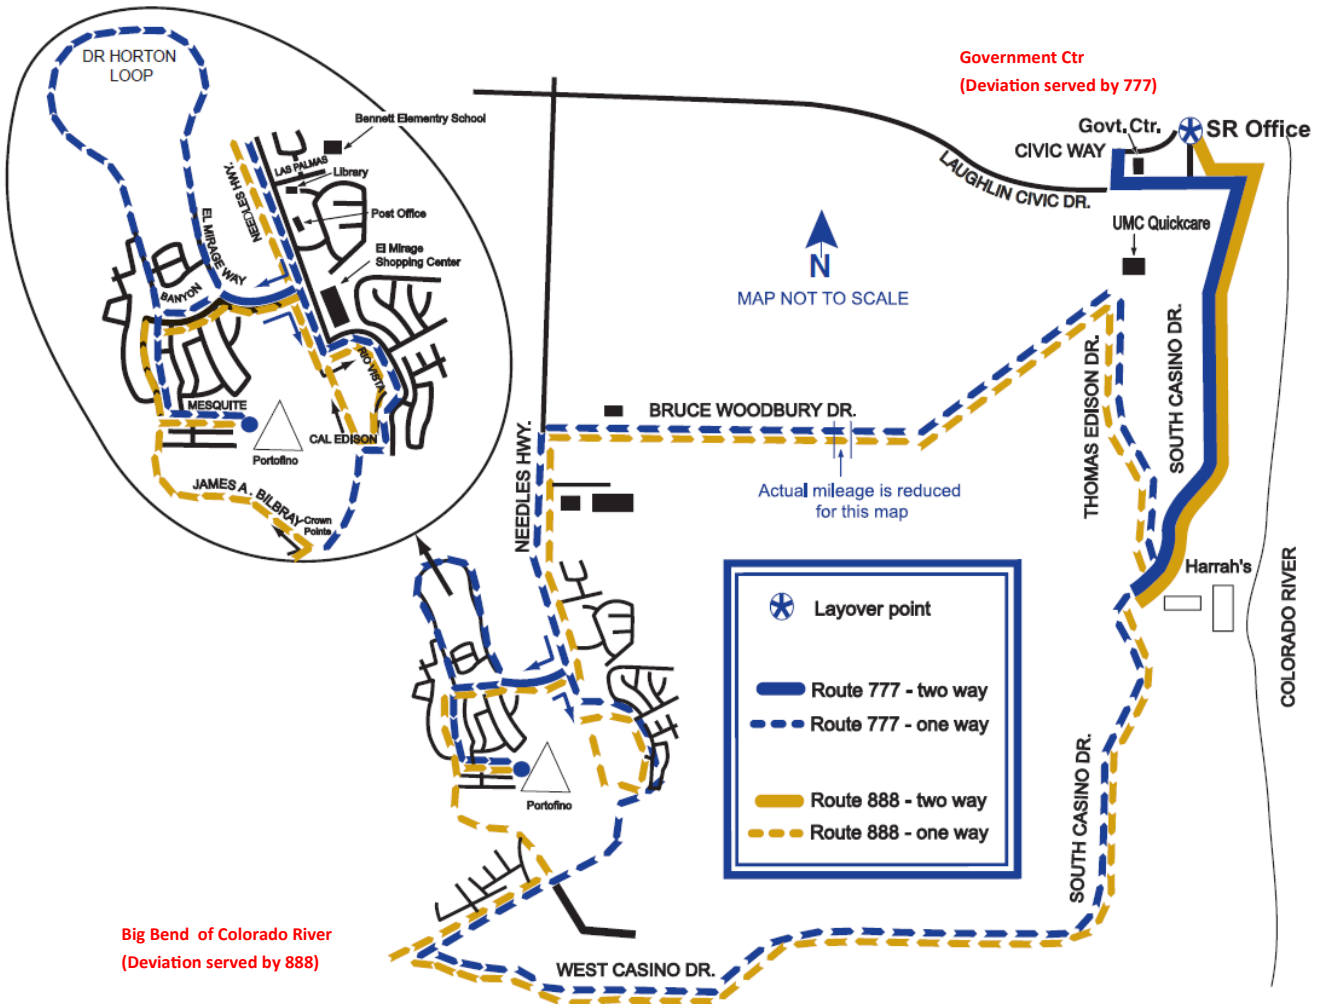 DR HORTON
LOOP
Bennett Elementry School
LAS PALMAS
Library
NEEDLES HWY.
Post Office
EL MIRAGE WAY
El Mirage
Shopping Center
BANYON
RIO VISTA
MESQUITE
CAL EDISON
Portofino
JAMES A. BILBRAY
Crown
Pointe
Government Ctr
(Deviation served by 777)
Govt. Ctr.
SR Office
CIVIC WAY
LAUGHLIN CIVIC DR.
UMC Quickcare
N
MAP NOT TO SCALE
SOUTH CASINO DR.
THOMAS EDISON DR.
BRUCE WOODBURY DR.
NEEDLES HWY.
Actual mileage is reduced
for this map
Harrah's
COLORADO RIVER
Layover point
Route 777 - two way
Route 777 - one way
Route 888 - two way
Route 888 - one way
Portofino
SOUTH CASINO DR.
Big Bend of Colorado River
(Deviation served by 888)
WEST CASINO DR.